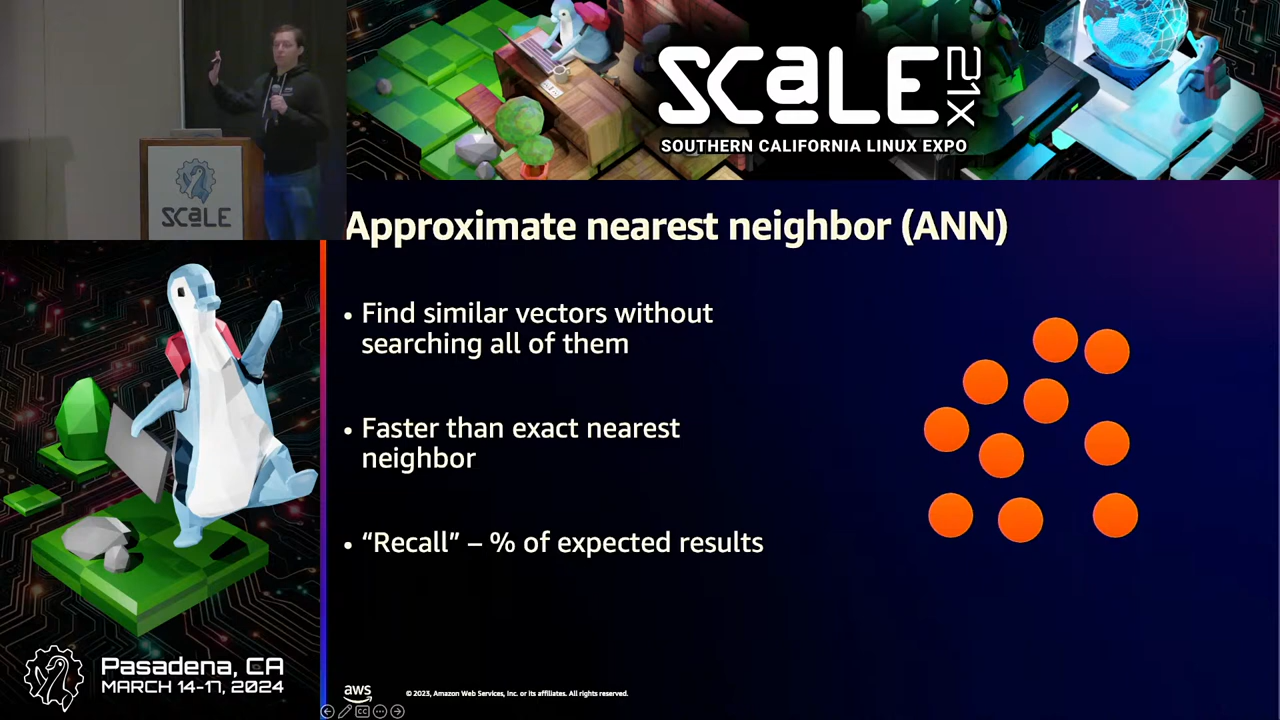 SCaLE 21X
SOUTHERN CALIFORNIA LINUX EXPO
SCaLE
Approximate nearest neighbor (ANN)
• Find similar vectors without
searching all of them
• Faster than exact nearest
neighbor
• “Recall” – % of expected results
Pasadena, CA
MARCH 14-17, 2024
aws
© 2023, Amazon Web Services, Inc. or its affiliates. All rights reserved.
CC